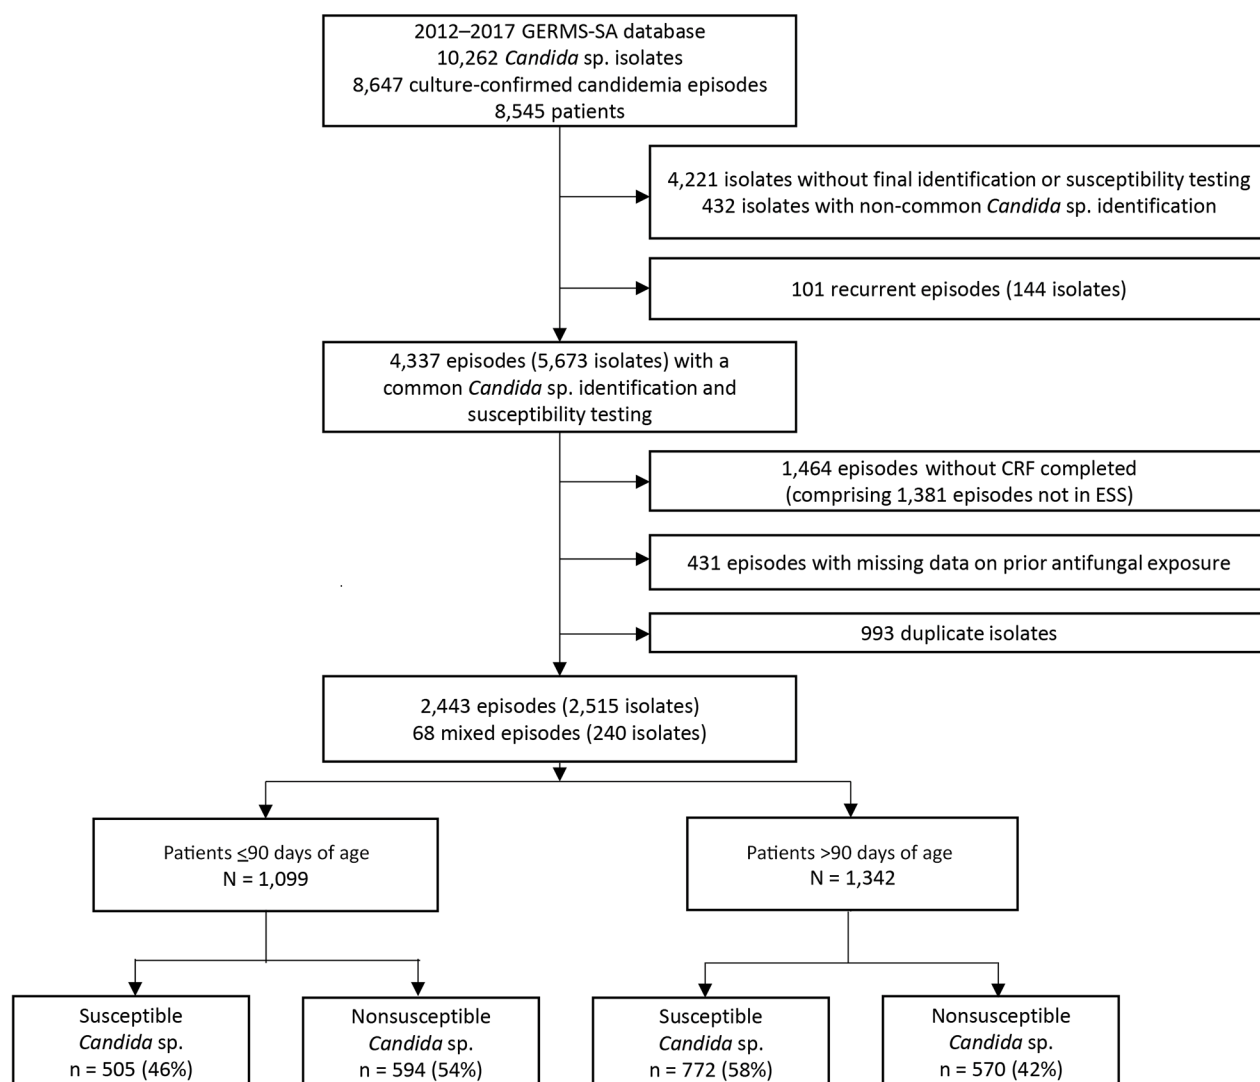 2012–2017 GERMS-SA database
10,262 Candida sp. isolates
8,647 culture-confirmed candidemia episodes
8,545 patients
4,221 isolates without final identification or susceptibility testing
432 isolates with non-common Candida sp. identification
101 recurrent episodes (144 isolates)
4,337 episodes (5,673 isolates) with a
common Candida sp. identification and
susceptibility testing
1,464 episodes without CRF completed
(comprising 1,381 episodes not in ESS)
431 episodes with missing data on prior antifungal exposure
993 duplicate isolates
2,443 episodes (2,515 isolates)
68 mixed episodes (240 isolates)
Patients ≤90 days of age
N = 1,099
Patients >90 days of age
N = 1,342
Susceptible
Candida sp.
n = 505 (46%)
Nonsusceptible
Candida sp.
n = 594 (54%)
Susceptible
Candida sp.
n = 772 (58%)
Nonsusceptible
Candida sp.
n = 570 (42%)